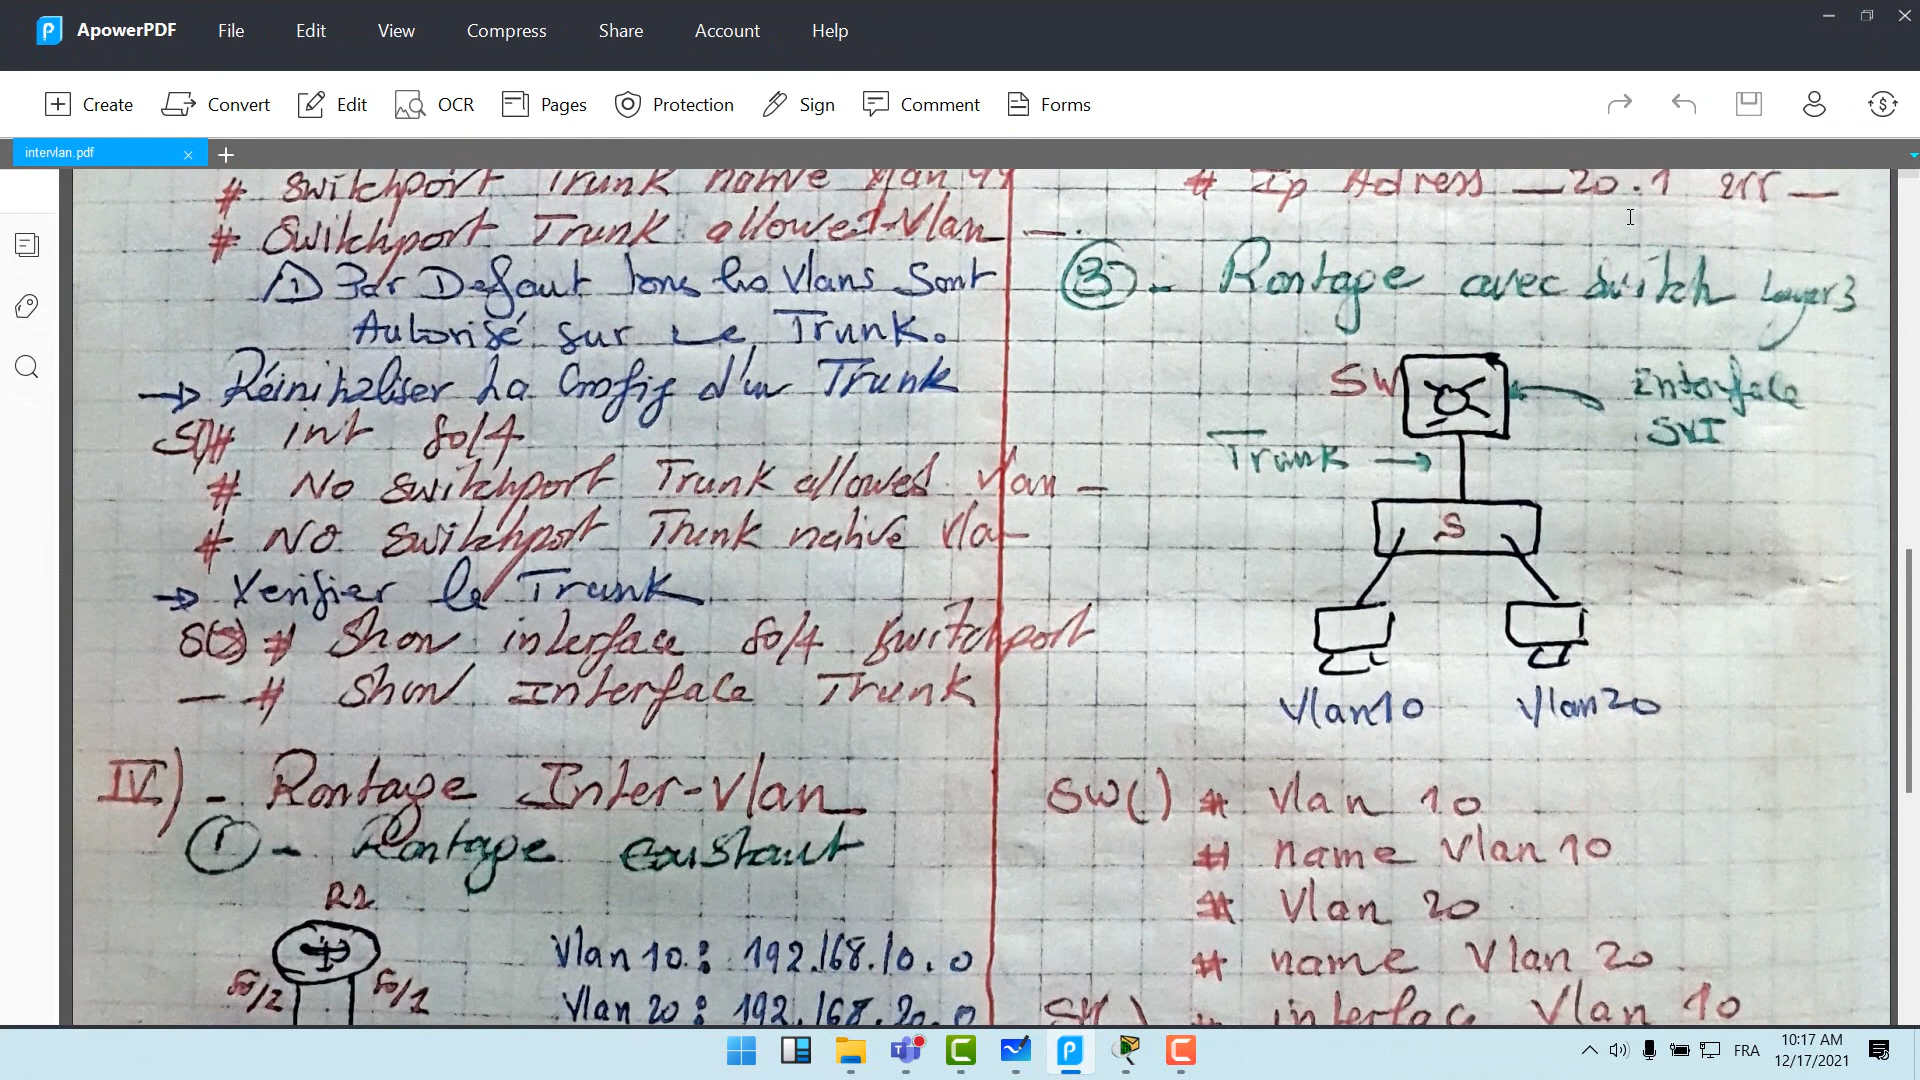 ApowerPDF
File
Edit
View
Compress
Share
Account
Help
Create
Convert
Edit
OCR
Pages
Protection
Sign
Comment
Forms
intervlan.pdf
# Switchport Trunk native vlan 99
# Switchport Trunk allowed-Vlan —.
⚠ Par Defaut tous les Vlans Sont
Autorisé sur Le Trunk.
→ Réinitialiser La Config d'un Trunk
S()# int f0/4
# No switchport Trunk allowed vlan —
# No switchport Trunk native Vla—
→ Verifier le Trunk
S() # Show interface f0/4 switchport
— # Show Interface Trunk
IV) - Routage Inter-Vlan
① - Routage
R1
Vlan 10 : 192.168.10.0
Vlan 20 : 192.168.20.0
# Ip Adress — 20.1 255 —
③ - Routage avec switch Layer3
SW
Interface
SVI
Trunk →
S
Vlan10
Vlan20
SW() # Vlan 10
# name Vlan 10
# Vlan 20
# name Vlan 20
SW() # interface Vlan 10
FRA
10:17 AM
12/17/2021